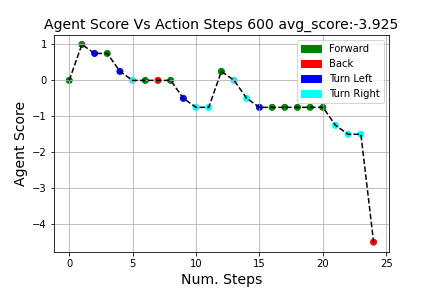 Agent Score Vs Action Steps 600 avg_score:-3.925
Forward
Back
Turn Left
Turn Right
Agent Score
1
0
−1
−2
−3
−4
0 5 10 15 20 25
Num. Steps